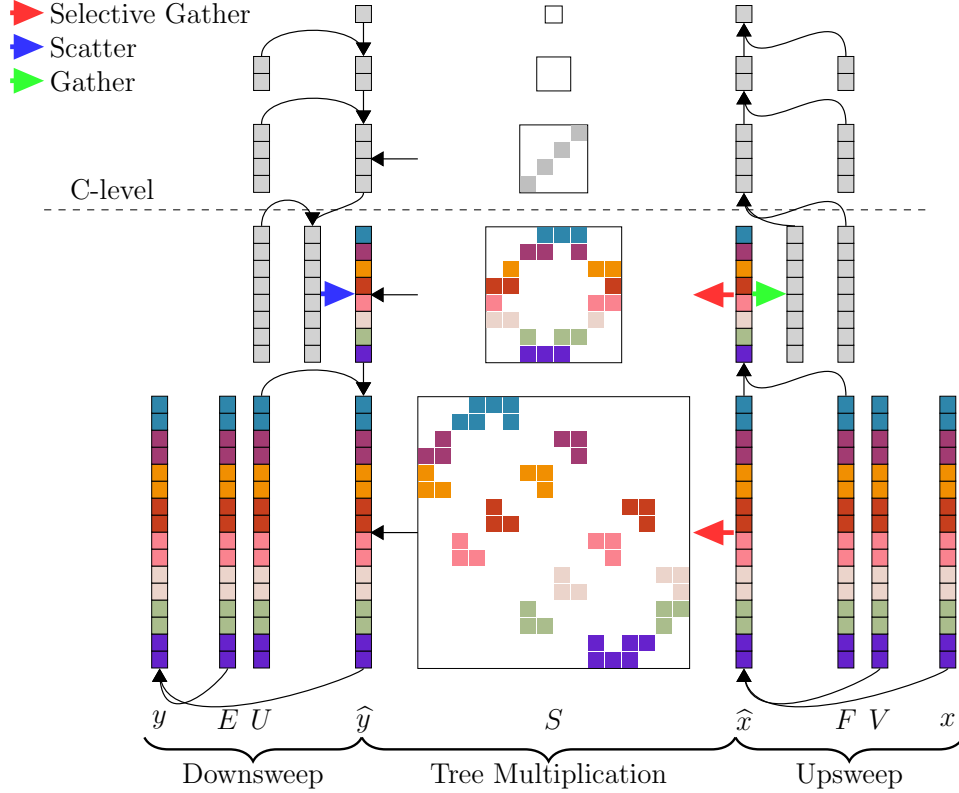 Selective Gather
Scatter
Gather
C-level
y E U ŷ S x̂ F V x
Downsweep Tree Multiplication Upsweep